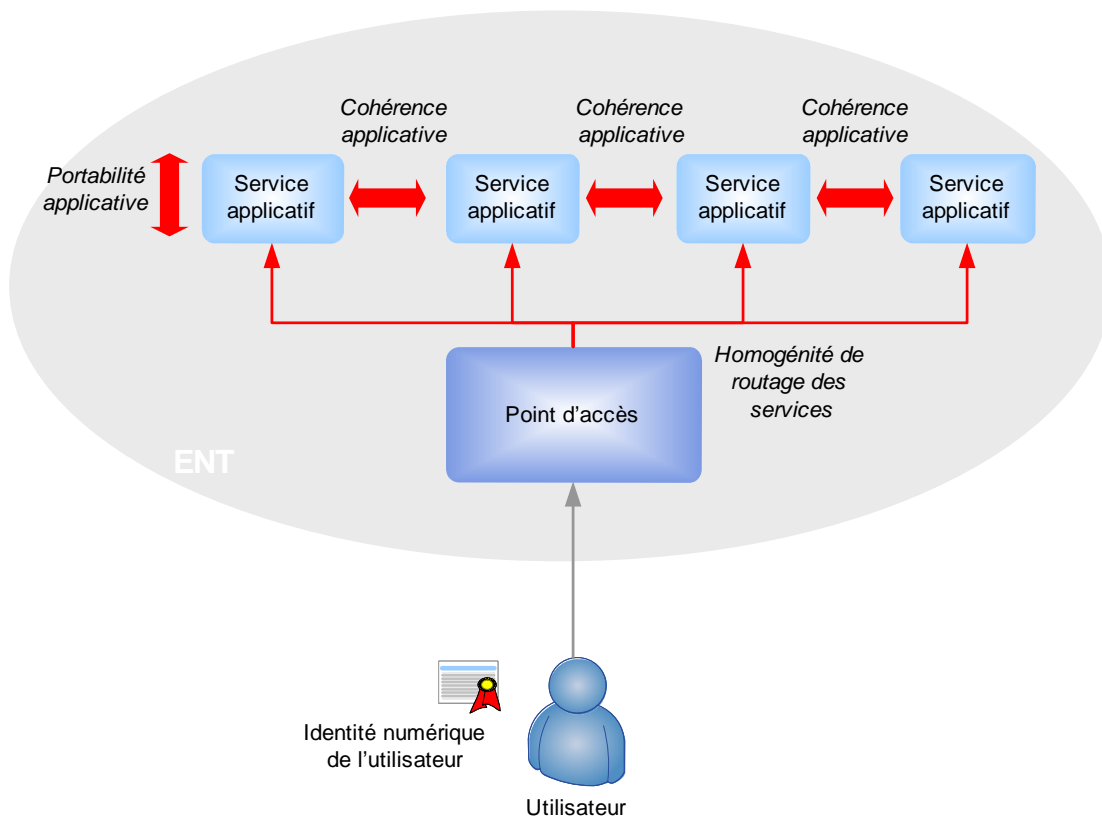 Cohérence
applicative
Cohérence
applicative
Cohérence
applicative
Portabilité
applicative
Service
applicatif
Service
applicatif
Service
applicatif
Service
applicatif
Homogénité de
routage des
services
Point d'accès
ENT
Identité numérique
de l'utilisateur
Utilisateur